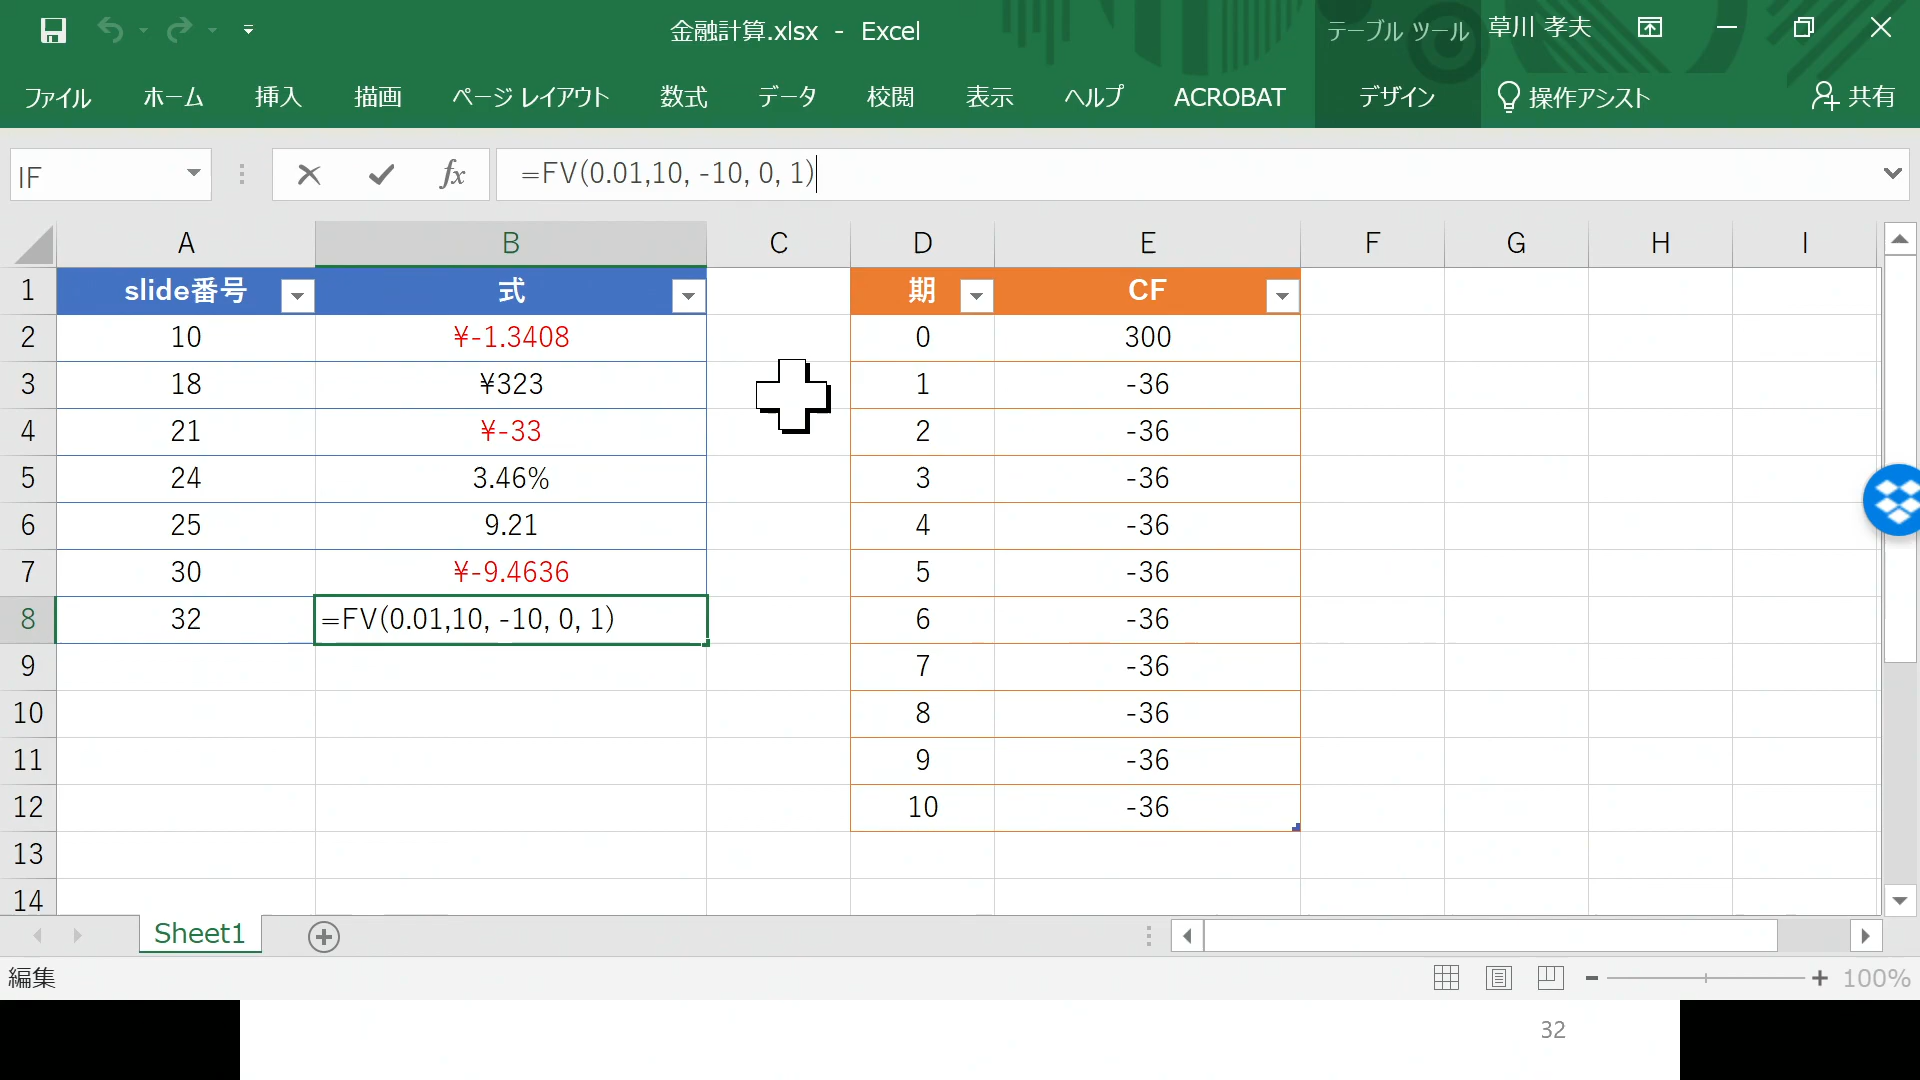 金融計算.xlsx - Excel
テーブル ツール
草川 孝夫
ファイル ホーム 挿入 描画 ページ レイアウト 数式 データ 校閲 表示 ヘルプ ACROBAT デザイン 操作アシスト 共有
IF fx =FV(0.01,10, -10, 0, 1)
A B C D E F G H I
1 slide番号 式 期 CF
2 10 ¥-1.3408 0 300
3 18 ¥323 1 -36
4 21 ¥-33 2 -36
5 24 3.46% 3 -36
6 25 9.21 4 -36
7 30 ¥-9.4636 5 -36
8 32 =FV(0.01,10, -10, 0, 1) 6 -36
9 7 -36
10 8 -36
11 9 -36
12 10 -36
13
14
Sheet1
編集 100%
32